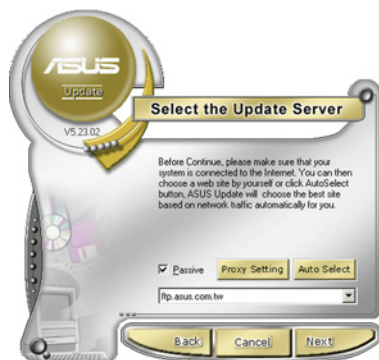 ASUS
Update
V5.23.02
Select the Update Server
Before Continue, please make sure that your
system is connected to the Internet. You can then
choose a web site by yourself or click AutoSelect
button, ASUS Update will choose the best site
based on network traffic automatically for you.
Passive
Proxy Setting
Auto Select
ftp.asus.com.tw
Back
Cancel
Next